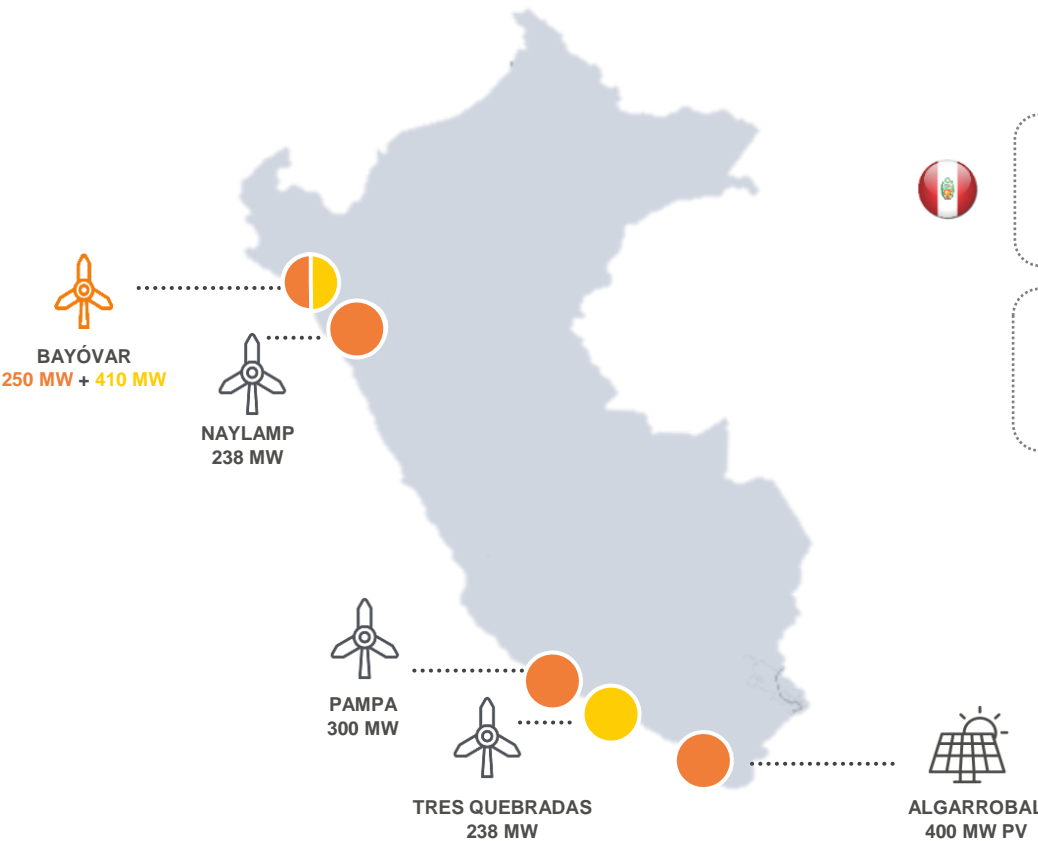 BAYÓVAR
250 MW + 410 MW
NAYLAMP
238 MW
PAMPA
300 MW
TRES QUEBRADAS
238 MW
ALGARROBAL
400 MW PV